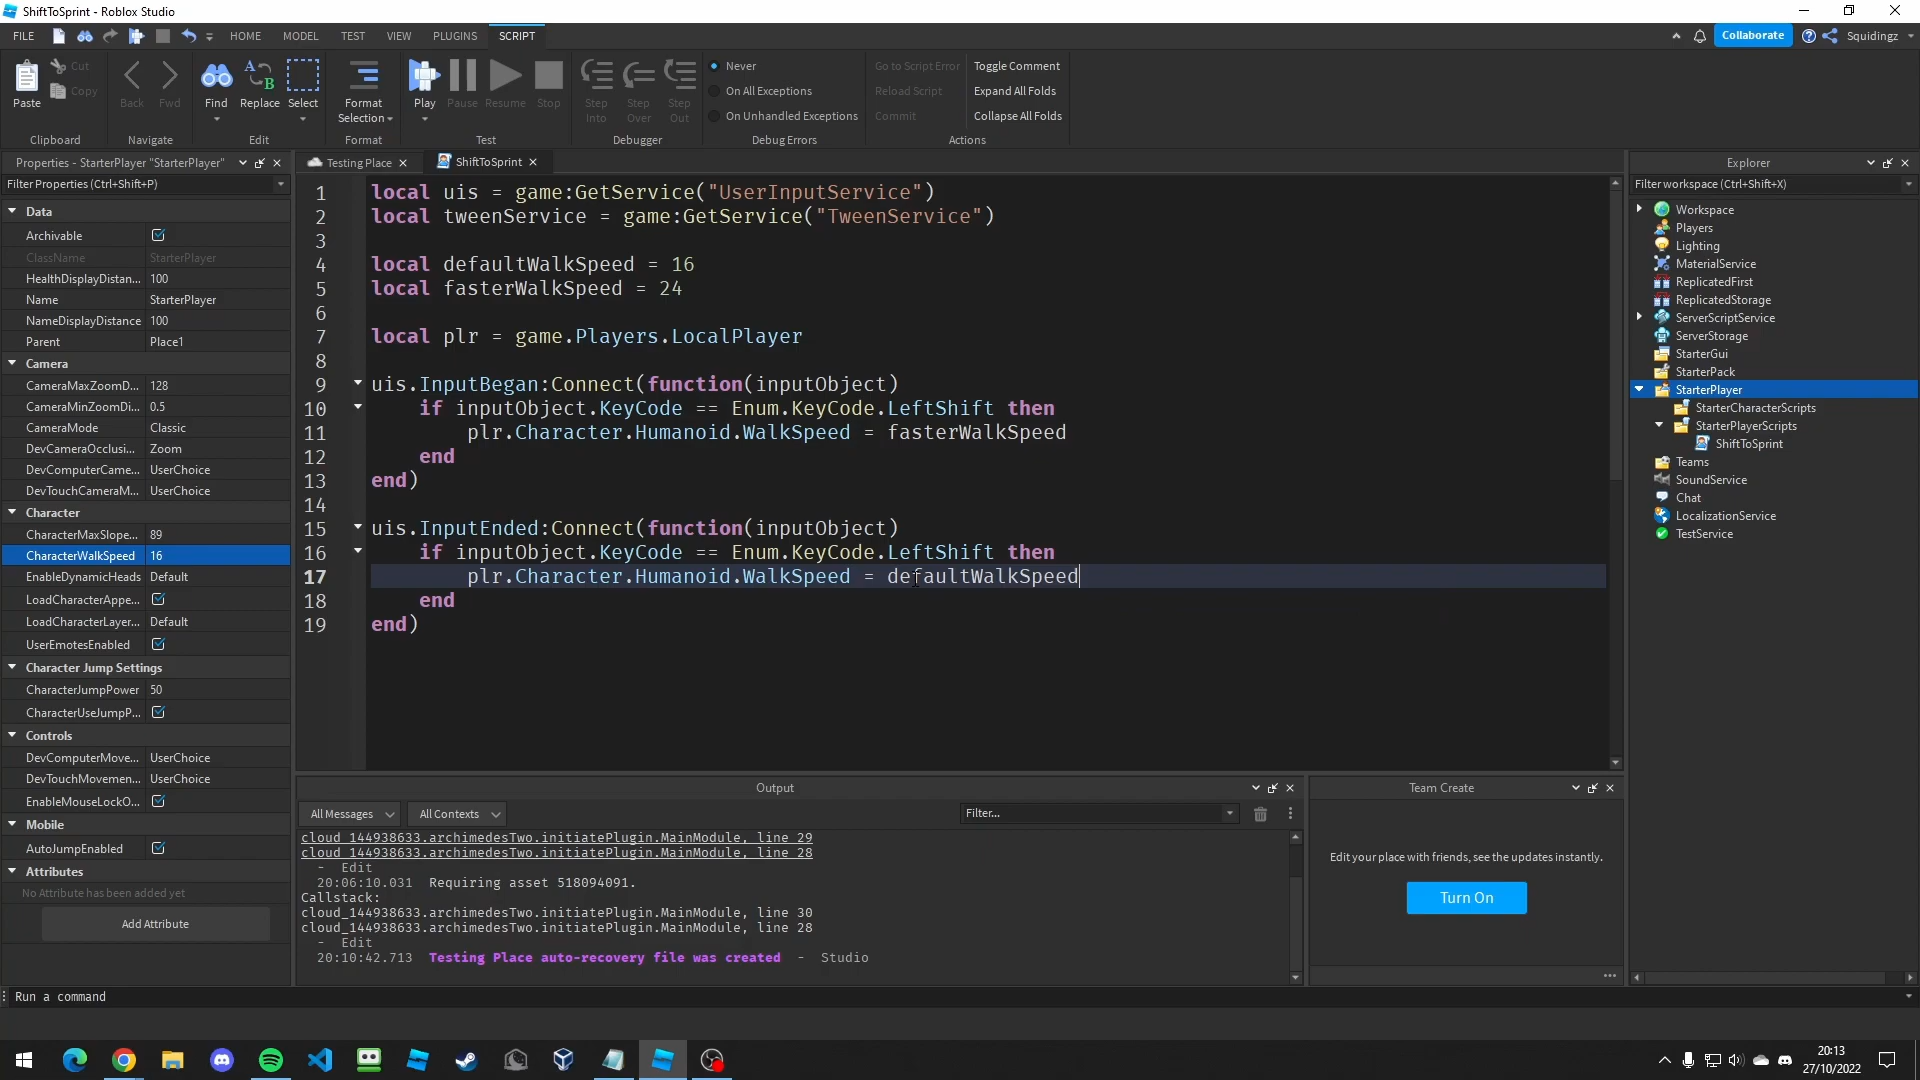 ShiftToSprint - Roblox Studio
FILE HOME MODEL TEST VIEW PLUGINS SCRIPT Collaborate Squidingz
Paste Cut Copy Back Fwd Find Replace Select Format Selection Play Pause Resume Stop Step Into Step Over Step Out
Never
On All Exceptions
On Unhandled Exceptions
Go to Script Error
Reload Script
Commit
Toggle Comment
Expand All Folds
Collapse All Folds
Clipboard Navigate Edit Format Test Debugger Debug Errors Actions
Properties - StarterPlayer "StarterPlayer"
Filter Properties (Ctrl+Shift+P)
Data
Archivable
ClassName StarterPlayer
HealthDisplayDistan... 100
Name StarterPlayer
NameDisplayDistance 100
Parent Place1
Camera
CameraMaxZoomD... 128
CameraMinZoomDi... 0.5
CameraMode Classic
DevCameraOcclusi... Zoom
DevComputerCame... UserChoice
DevTouchCameraM... UserChoice
Character
CharacterMaxSlope... 89
CharacterWalkSpeed 16
EnableDynamicHeads Default
LoadCharacterAppe...
LoadCharacterLayer... Default
UserEmotesEnabled
Character Jump Settings
CharacterJumpPower 50
CharacterUseJumpP...
Controls
DevComputerMove... UserChoice
DevTouchMovemen... UserChoice
EnableMouseLockO...
Mobile
AutoJumpEnabled
Attributes
No Attribute has been added yet
Add Attribute
Testing Place ShiftToSprint
1 local uis = game:GetService("UserInputService")
2 local tweenService = game:GetService("TweenService")
3
4 local defaultWalkSpeed = 16
5 local fasterWalkSpeed = 24
6
7 local plr = game.Players.LocalPlayer
8
9 uis.InputBegan:Connect(function(inputObject)
10 if inputObject.KeyCode == Enum.KeyCode.LeftShift then
11 plr.Character.Humanoid.WalkSpeed = fasterWalkSpeed
12 end
13 end)
14
15 uis.InputEnded:Connect(function(inputObject)
16 if inputObject.KeyCode == Enum.KeyCode.LeftShift then
17 plr.Character.Humanoid.WalkSpeed = defaultWalkSpeed
18 end
19 end)
Output
All Messages All Contexts Filter...
cloud_144938633.archimedesTwo.initiatePlugin.MainModule, line 29
cloud_144938633.archimedesTwo.initiatePlugin.MainModule, line 28
- Edit
20:06:10.031 Requiring asset 518094091.
Callstack:
cloud_144938633.archimedesTwo.initiatePlugin.MainModule, line 30
cloud_144938633.archimedesTwo.initiatePlugin.MainModule, line 28
- Edit
20:10:42.713 Testing Place auto-recovery file was created - Studio
Team Create
Edit your place with friends, see the updates instantly.
Turn On
Explorer
Filter workspace (Ctrl+Shift+X)
Workspace
Players
Lighting
MaterialService
ReplicatedFirst
ReplicatedStorage
ServerScriptService
ServerStorage
StarterGui
StarterPack
StarterPlayer
StarterCharacterScripts
StarterPlayerScripts
ShiftToSprint
Teams
SoundService
Chat
LocalizationService
TestService
Run a command
20:13
27/10/2022